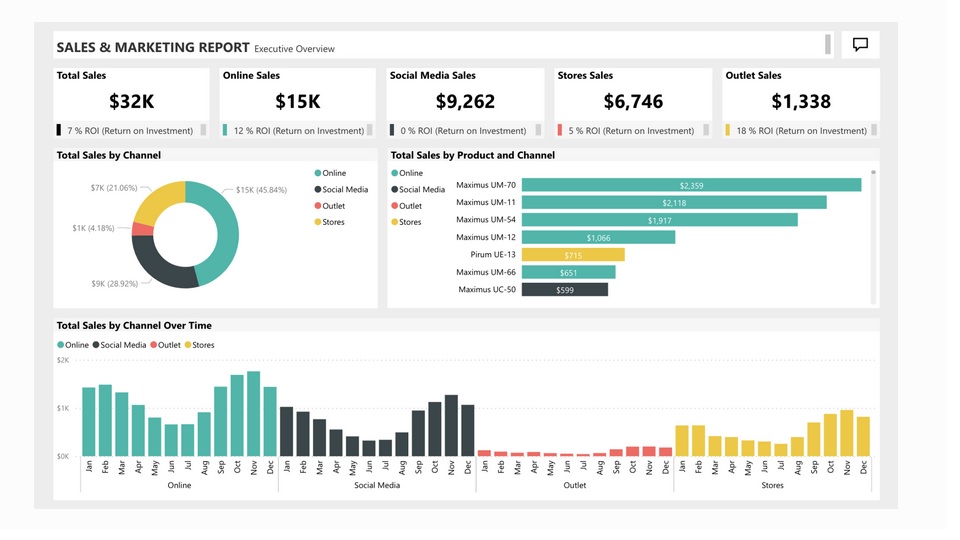 SALES & MARKETING REPORT Executive Overview
Total Sales
$32K
7 % ROI (Return on Investment)
Online Sales
$15K
12 % ROI (Return on Investment)
Social Media Sales
$9,262
0 % ROI (Return on Investment)
Stores Sales
$6,746
5 % ROI (Return on Investment)
Outlet Sales
$1,338
18 % ROI (Return on Investment)
Total Sales by Channel
$7K (21.06%)
$15K (45.84%)
$1K (4.18%)
$9K (28.92%)
Online
Social Media
Outlet
Stores
Total Sales by Product and Channel
Online
Social Media
Outlet
Stores
Maximus UM-70 $2,359
Maximus UM-11 $2,118
Maximus UM-54 $1,917
Maximus UM-12 $1,066
Pirum UE-13 $715
Maximus UM-66 $651
Maximus UC-50 $599
Total Sales by Channel Over Time
Online Social Media Outlet Stores
$2K
$1K
$0K
Jan Feb Mar Apr May Jun Jul Aug Sep Oct Nov Dec Jan Feb Mar Apr May Jun Jul Aug Sep Oct Nov Dec Jan Feb Mar Apr May Jun Jul Aug Sep Oct Nov Dec Jan Feb Mar Apr May Jun Jul Aug Sep Oct Nov Dec
Online Social Media Outlet Stores